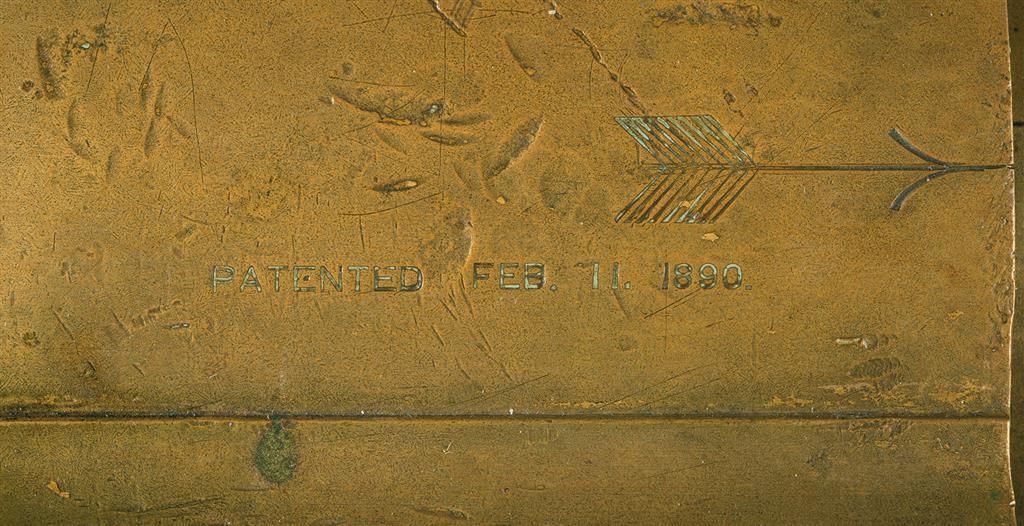 PATENTED FEB. 11. 1890.